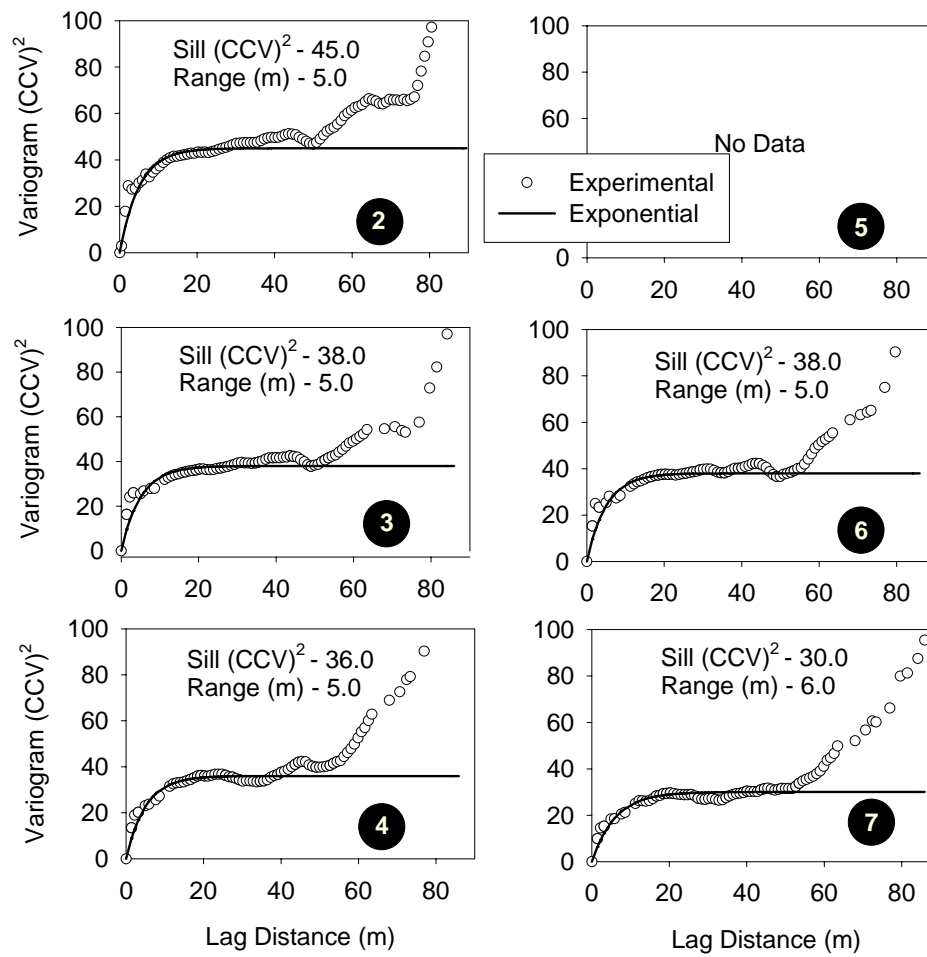 Variogram (CCV)²
100
80
60
40
20
0
Sill (CCV)² - 45.0
Range (m) - 5.0
2
0 20 40 60 80
100
80
60
40
20
0
No Data
Experimental
Exponential
5
0 20 40 60 80
Variogram (CCV)²
100
80
60
40
20
0
Sill (CCV)² - 38.0
Range (m) - 5.0
3
0 20 40 60 80
100
80
60
40
20
0
Sill (CCV)² - 38.0
Range (m) - 5.0
6
0 20 40 60 80
Variogram (CCV)²
100
80
60
40
20
0
Sill (CCV)² - 36.0
Range (m) - 5.0
4
0 20 40 60 80
Lag Distance (m)
100
80
60
40
20
0
Sill (CCV)² - 30.0
Range (m) - 6.0
7
0 20 40 60 80
Lag Distance (m)